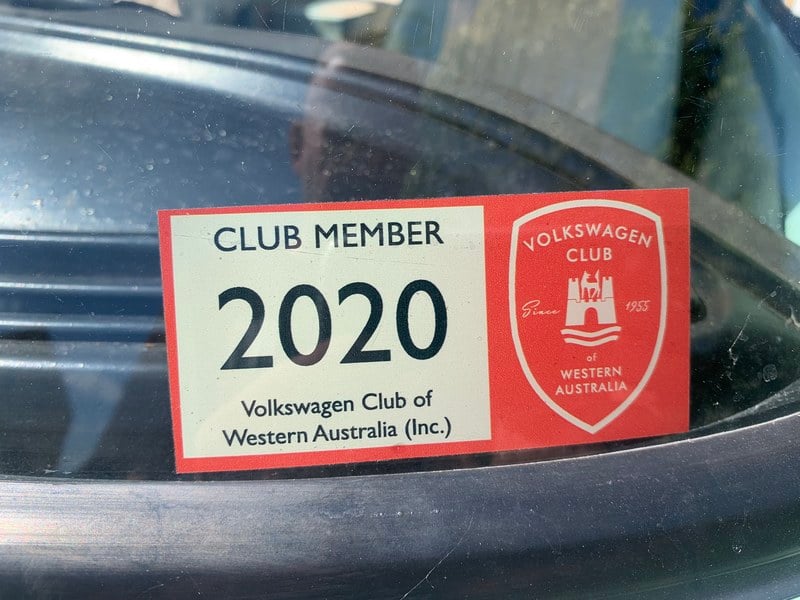 CLUB MEMBER
2020
Volkswagen Club of
Western Australia (Inc.)
VOLKSWAGEN
CLUB
Since 1955
of
WESTERN
AUSTRALIA